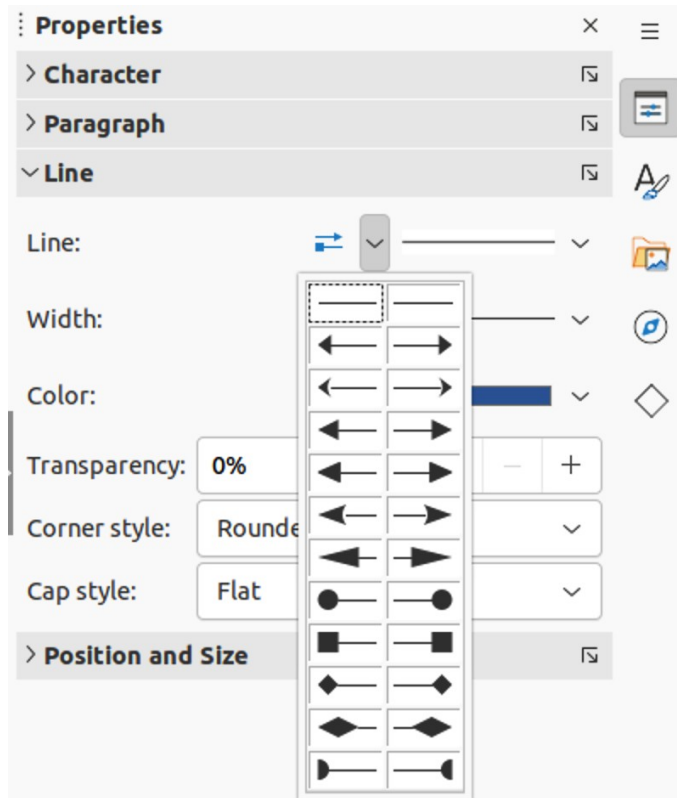 Properties
Character
Paragraph
Line
Line:
Width:
Color:
Transparency: 0%
Corner style: Rounde
Cap style: Flat
Position and Size